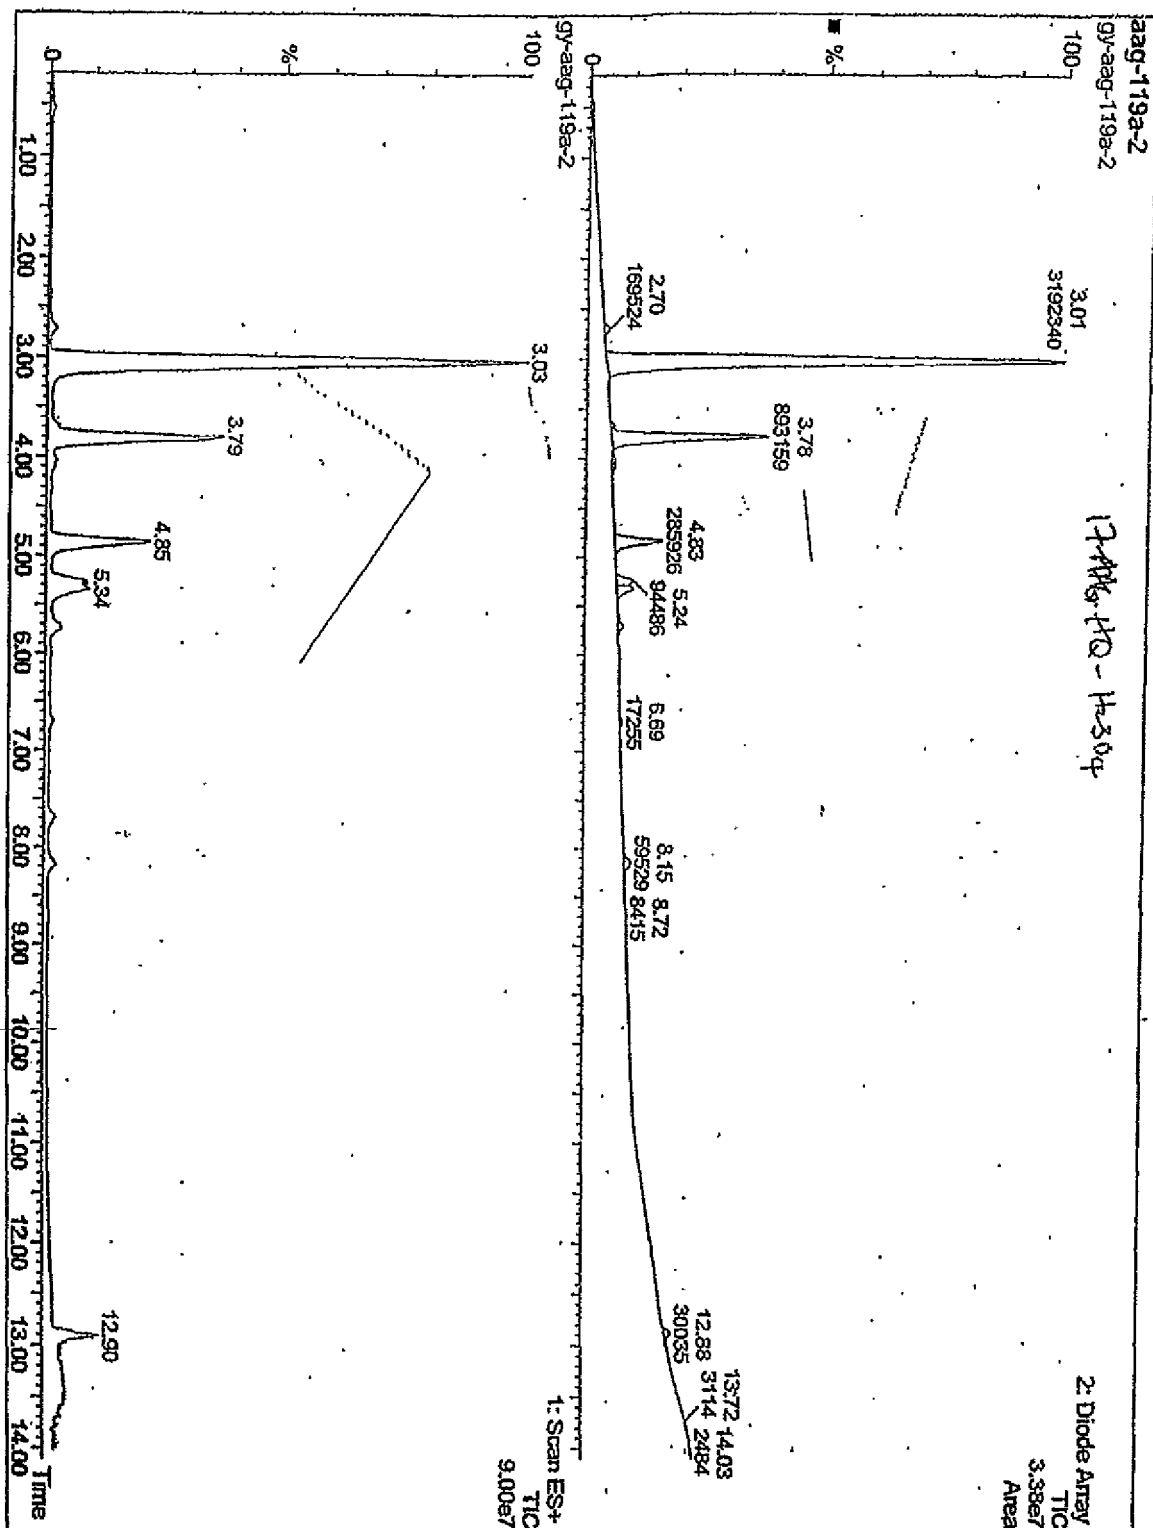 aag-119a-2
gy-aag-119a-2
2: Diode Array
TIC
3.38e7
Area
100
%
0
3.01
3192340
2.70
169524
3.78
893159
4.83
285926
5.24
94486
6.69
17255
8.15
59529
8.72
8415
12.88
30035
13.72
3114
14.03
2484
17-AAG HQ - H2SO4
gy-aag-119a-2
1: Scan ES+
TIC
9.00e7
100
%
0
3.03
3.79
4.85
5.34
12.90
1.00 2.00 3.00 4.00 5.00 6.00 7.00 8.00 9.00 10.00 11.00 12.00 13.00 14.00
Time